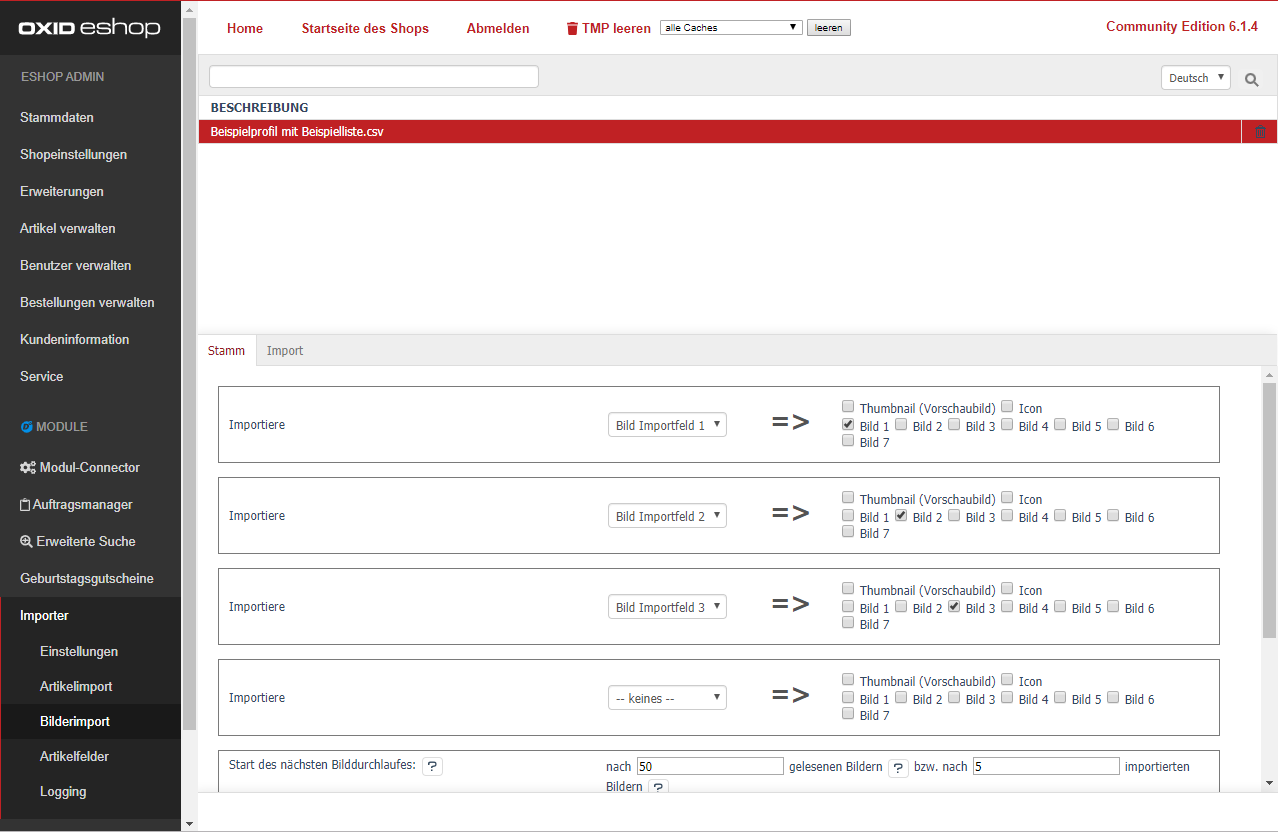 OXID eshop
Home Startseite des Shops Abmelden TMP leeren alle Caches leeren Community Edition 6.1.4
ESHOP ADMIN
Stammdaten
Shopeinstellungen
Erweiterungen
Artikel verwalten
Benutzer verwalten
Bestellungen verwalten
Kundeninformation
Service
MODULE
Modul-Connector
Auftragsmanager
Erweiterte Suche
Geburtstagsgutscheine
Importer
Einstellungen
Artikelimport
Bilderimport
Artikelfelder
Logging
Deutsch
BESCHREIBUNG
Beispielprofil mit Beispielliste.csv
Stamm Import
Importiere Bild Importfeld 1 =>
Thumbnail (Vorschaubild) Icon
Bild 1 Bild 2 Bild 3 Bild 4 Bild 5 Bild 6
Bild 7
Importiere Bild Importfeld 2 =>
Thumbnail (Vorschaubild) Icon
Bild 1 Bild 2 Bild 3 Bild 4 Bild 5 Bild 6
Bild 7
Importiere Bild Importfeld 3 =>
Thumbnail (Vorschaubild) Icon
Bild 1 Bild 2 Bild 3 Bild 4 Bild 5 Bild 6
Bild 7
Importiere -- keines -- =>
Thumbnail (Vorschaubild) Icon
Bild 1 Bild 2 Bild 3 Bild 4 Bild 5 Bild 6
Bild 7
Start des nächsten Bilddurchlaufes: ? nach 50 gelesenen Bildern ? bzw. nach 5 importierten
Bildern ?